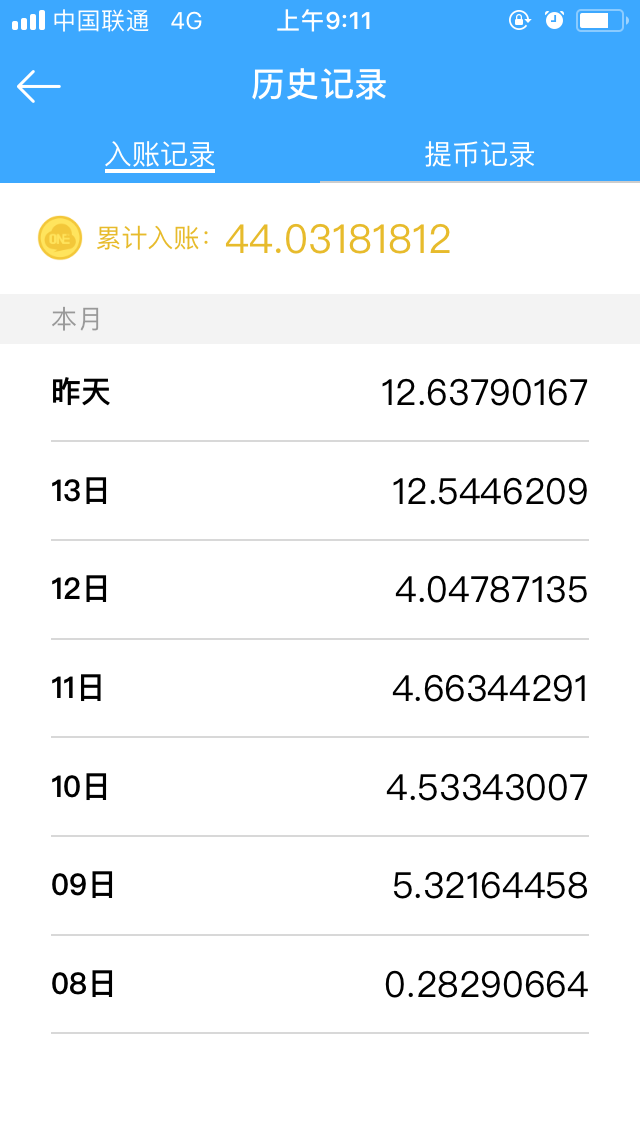 中国联通 4G 上午9:11
历史记录
入账记录 提币记录
ONE 累计入账: 44.03181812
本月
昨天 12.63790167
13日 12.5446209
12日 4.04787135
11日 4.66344291
10日 4.53343007
09日 5.32164458
08日 0.28290664